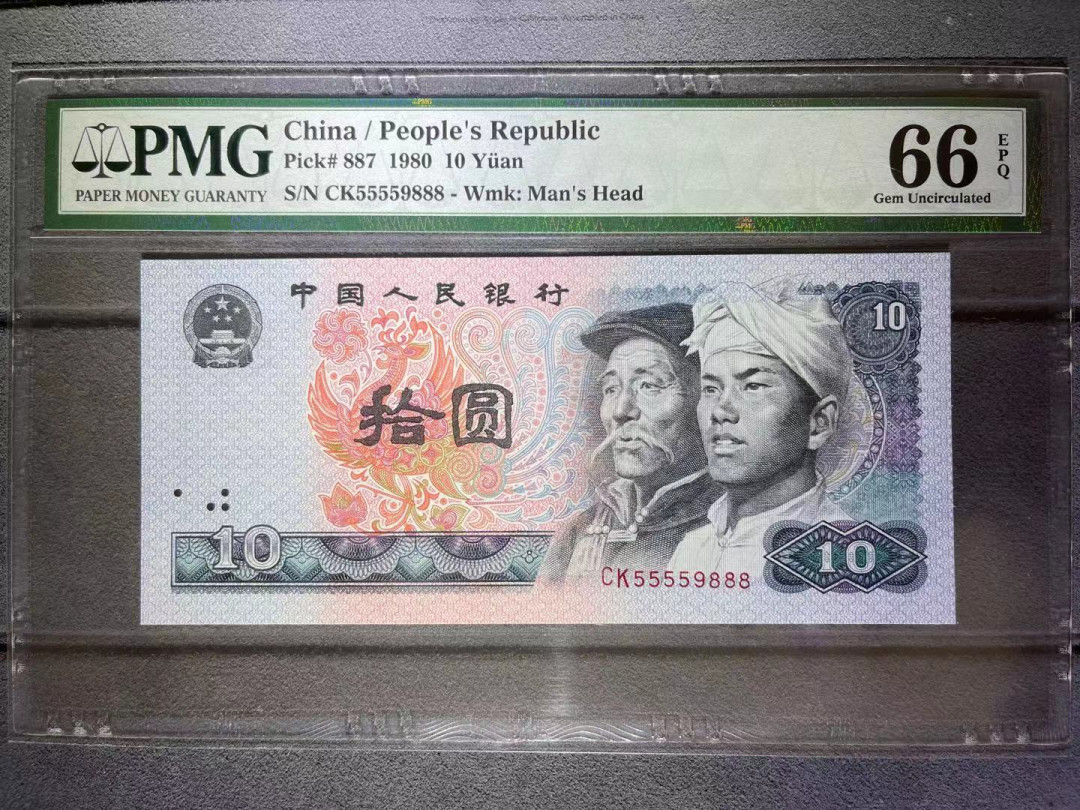 PMG
PAPER MONEY GUARANTY
China / People's Republic
Pick# 887 1980 10 Yüan
S/N CK55559888 - Wmk: Man's Head
66
EPQ
Gem Uncirculated
中国人民银行
10
拾圆
10
CK55559888
10